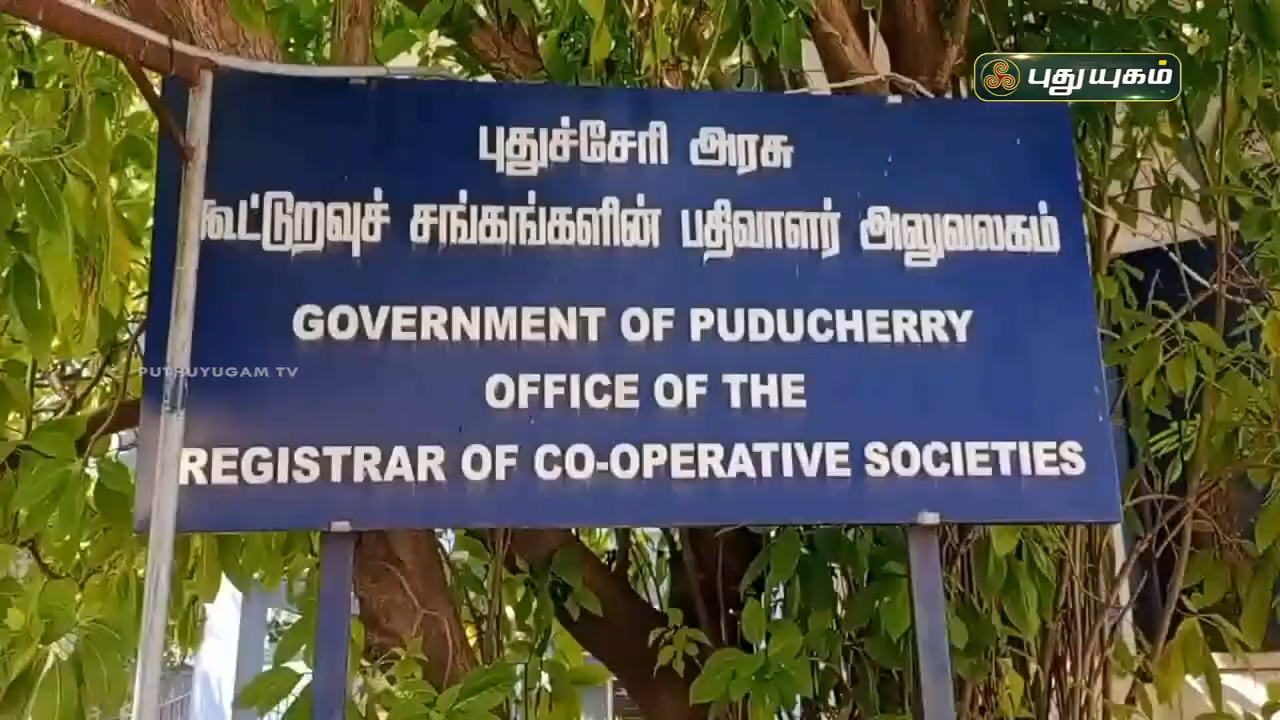 புதுயுகம்
புதுச்சேரி அரசு
கூட்டுறவுச் சங்கங்களின் பதிவாளர் அலுவலகம்
GOVERNMENT OF PUDUCHERRY
PUTHUYUGAM TV
OFFICE OF THE
REGISTRAR OF CO-OPERATIVE SOCIETIES